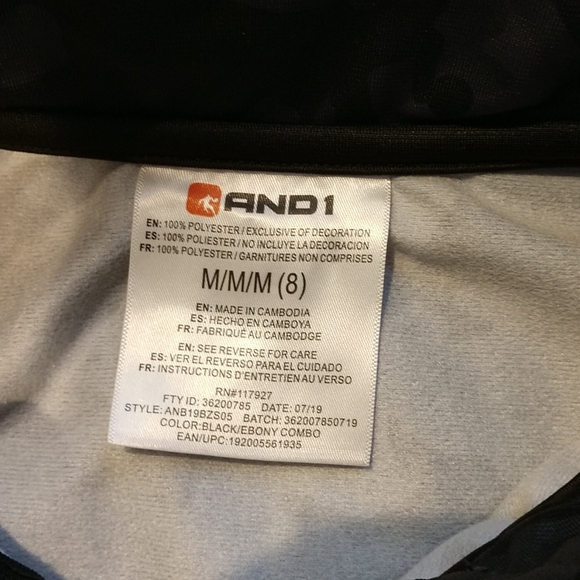 AND1
EN: 100% POLYESTER / EXCLUSIVE OF DECORATION
ES: 100% POLIESTER / NO INCLUYE LA DECORACION
FR: 100% POLYESTER / GARNITURES NON COMPRISES
M/M/M (8)
EN: MADE IN CAMBODIA
ES: HECHO EN CAMBOYA
FR: FABRIQUÉ AU CAMBODGE
EN: SEE REVERSE FOR CARE
ES: VER EL REVERSO PARA EL CUIDADO
FR: INSTRUCTIONS D'ENTRETIEN AU VERSO
RN#117927
FTY ID: 36200785 DATE: 07/19
STYLE: ANB19BZS05 BATCH: 362007850719
COLOR:BLACK/EBONY COMBO
EAN/UPC:192005561935